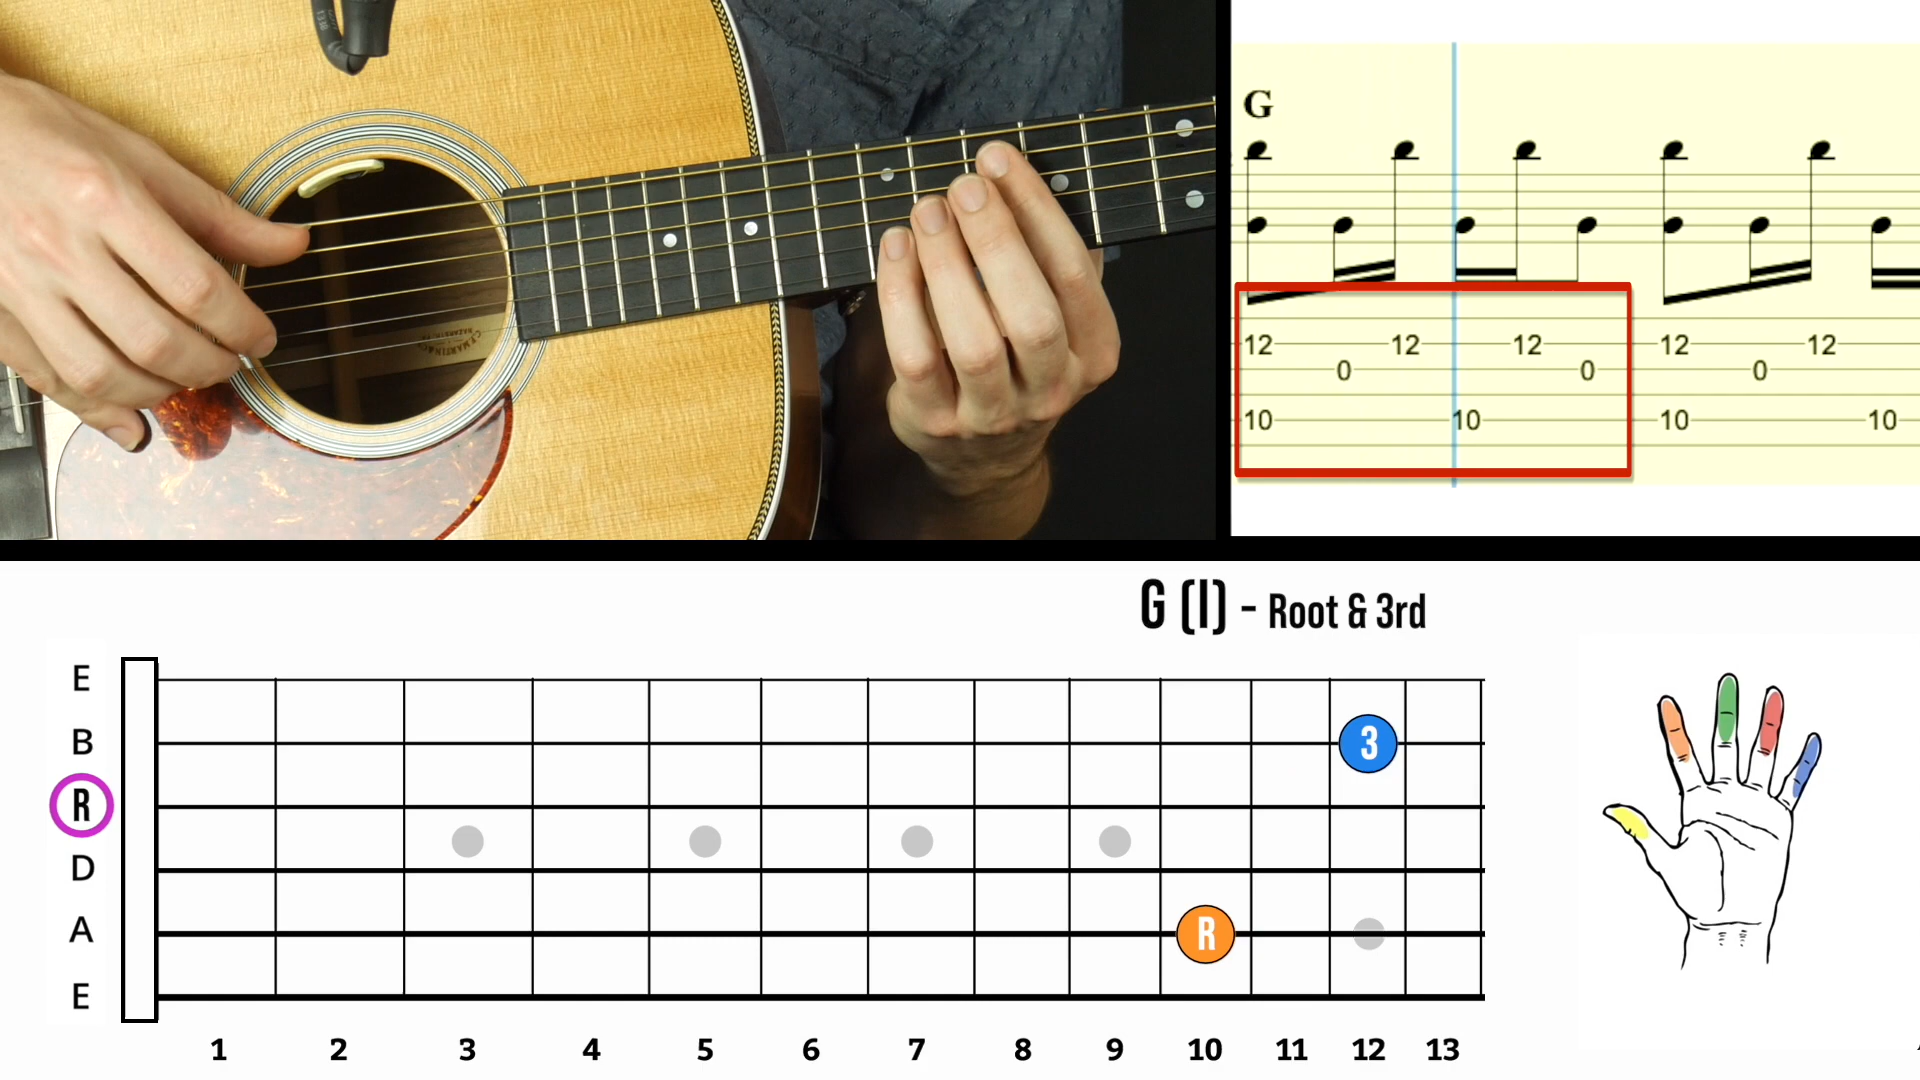 G
12 12 12 12 12
0 0 0
10 10 10 10
G (I) - Root & 3rd
E
B 3
R
D
A R
E
1 2 3 4 5 6 7 8 9 10 11 12 13